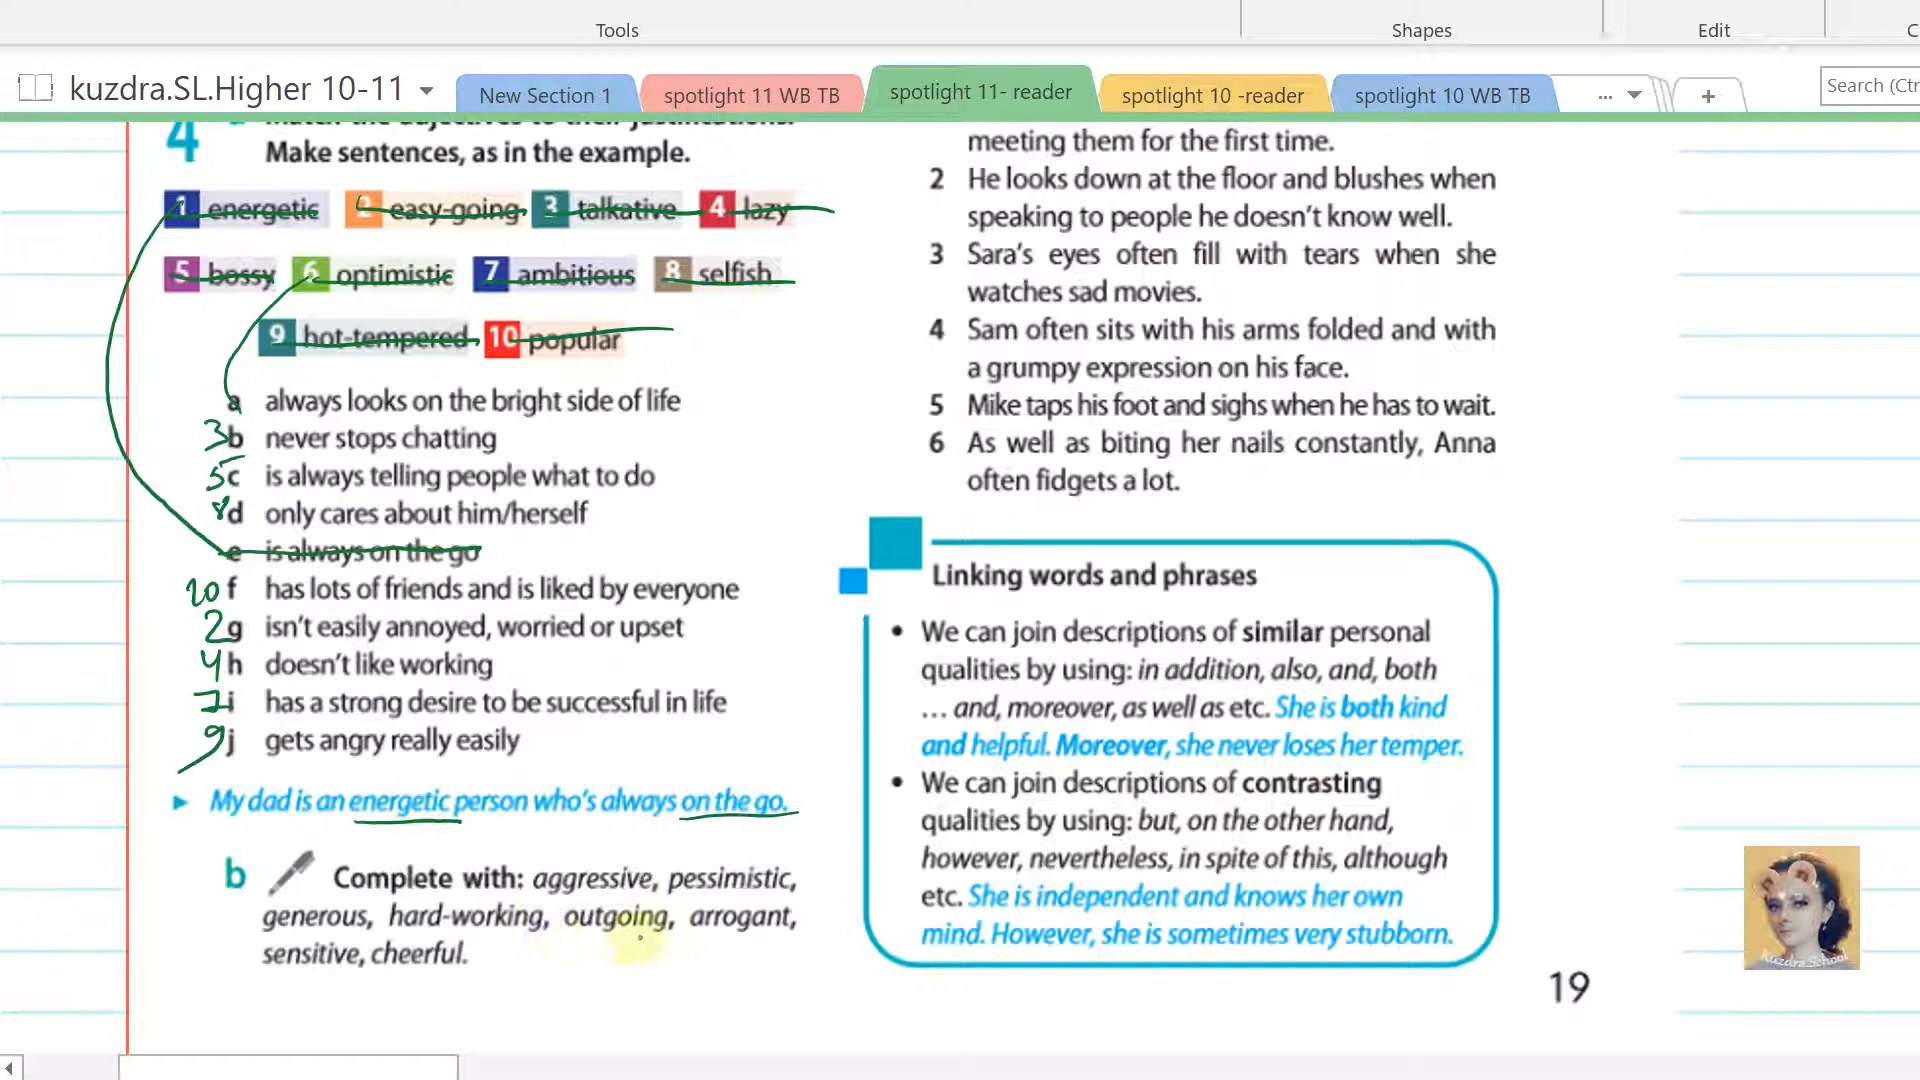 Tools
Shapes
Edit
C
kuzdra.SL.Higher 10-11
New Section 1
spotlight 11 WB TB
spotlight 11- reader
spotlight 10 -reader
spotlight 10 WB TB
...
+
Search (Ctr
4 a Match the adjectives to their justifications.
Make sentences, as in the example.
1 energetic 2 easy-going 3 talkative 4 lazy
5 bossy 6 optimistic 7 ambitious 8 selfish
9 hot-tempered 10 popular
a always looks on the bright side of life
3 b never stops chatting
5 c is always telling people what to do
8 d only cares about him/herself
e is always on the go
10 f has lots of friends and is liked by everyone
2 g isn't easily annoyed, worried or upset
4 h doesn't like working
7 i has a strong desire to be successful in life
9 j gets angry really easily
My dad is an energetic person who's always on the go.
b Complete with: aggressive, pessimistic,
generous, hard-working, outgoing, arrogant,
sensitive, cheerful.
meeting them for the first time.
2 He looks down at the floor and blushes when
speaking to people he doesn't know well.
3 Sara's eyes often fill with tears when she
watches sad movies.
4 Sam often sits with his arms folded and with
a grumpy expression on his face.
5 Mike taps his foot and sighs when he has to wait.
6 As well as biting her nails constantly, Anna
often fidgets a lot.
Linking words and phrases
• We can join descriptions of similar personal
qualities by using: in addition, also, and, both
… and, moreover, as well as etc. She is both kind
and helpful. Moreover, she never loses her temper.
• We can join descriptions of contrasting
qualities by using: but, on the other hand,
however, nevertheless, in spite of this, although
etc. She is independent and knows her own
mind. However, she is sometimes very stubborn.
19
Kuzdra.School